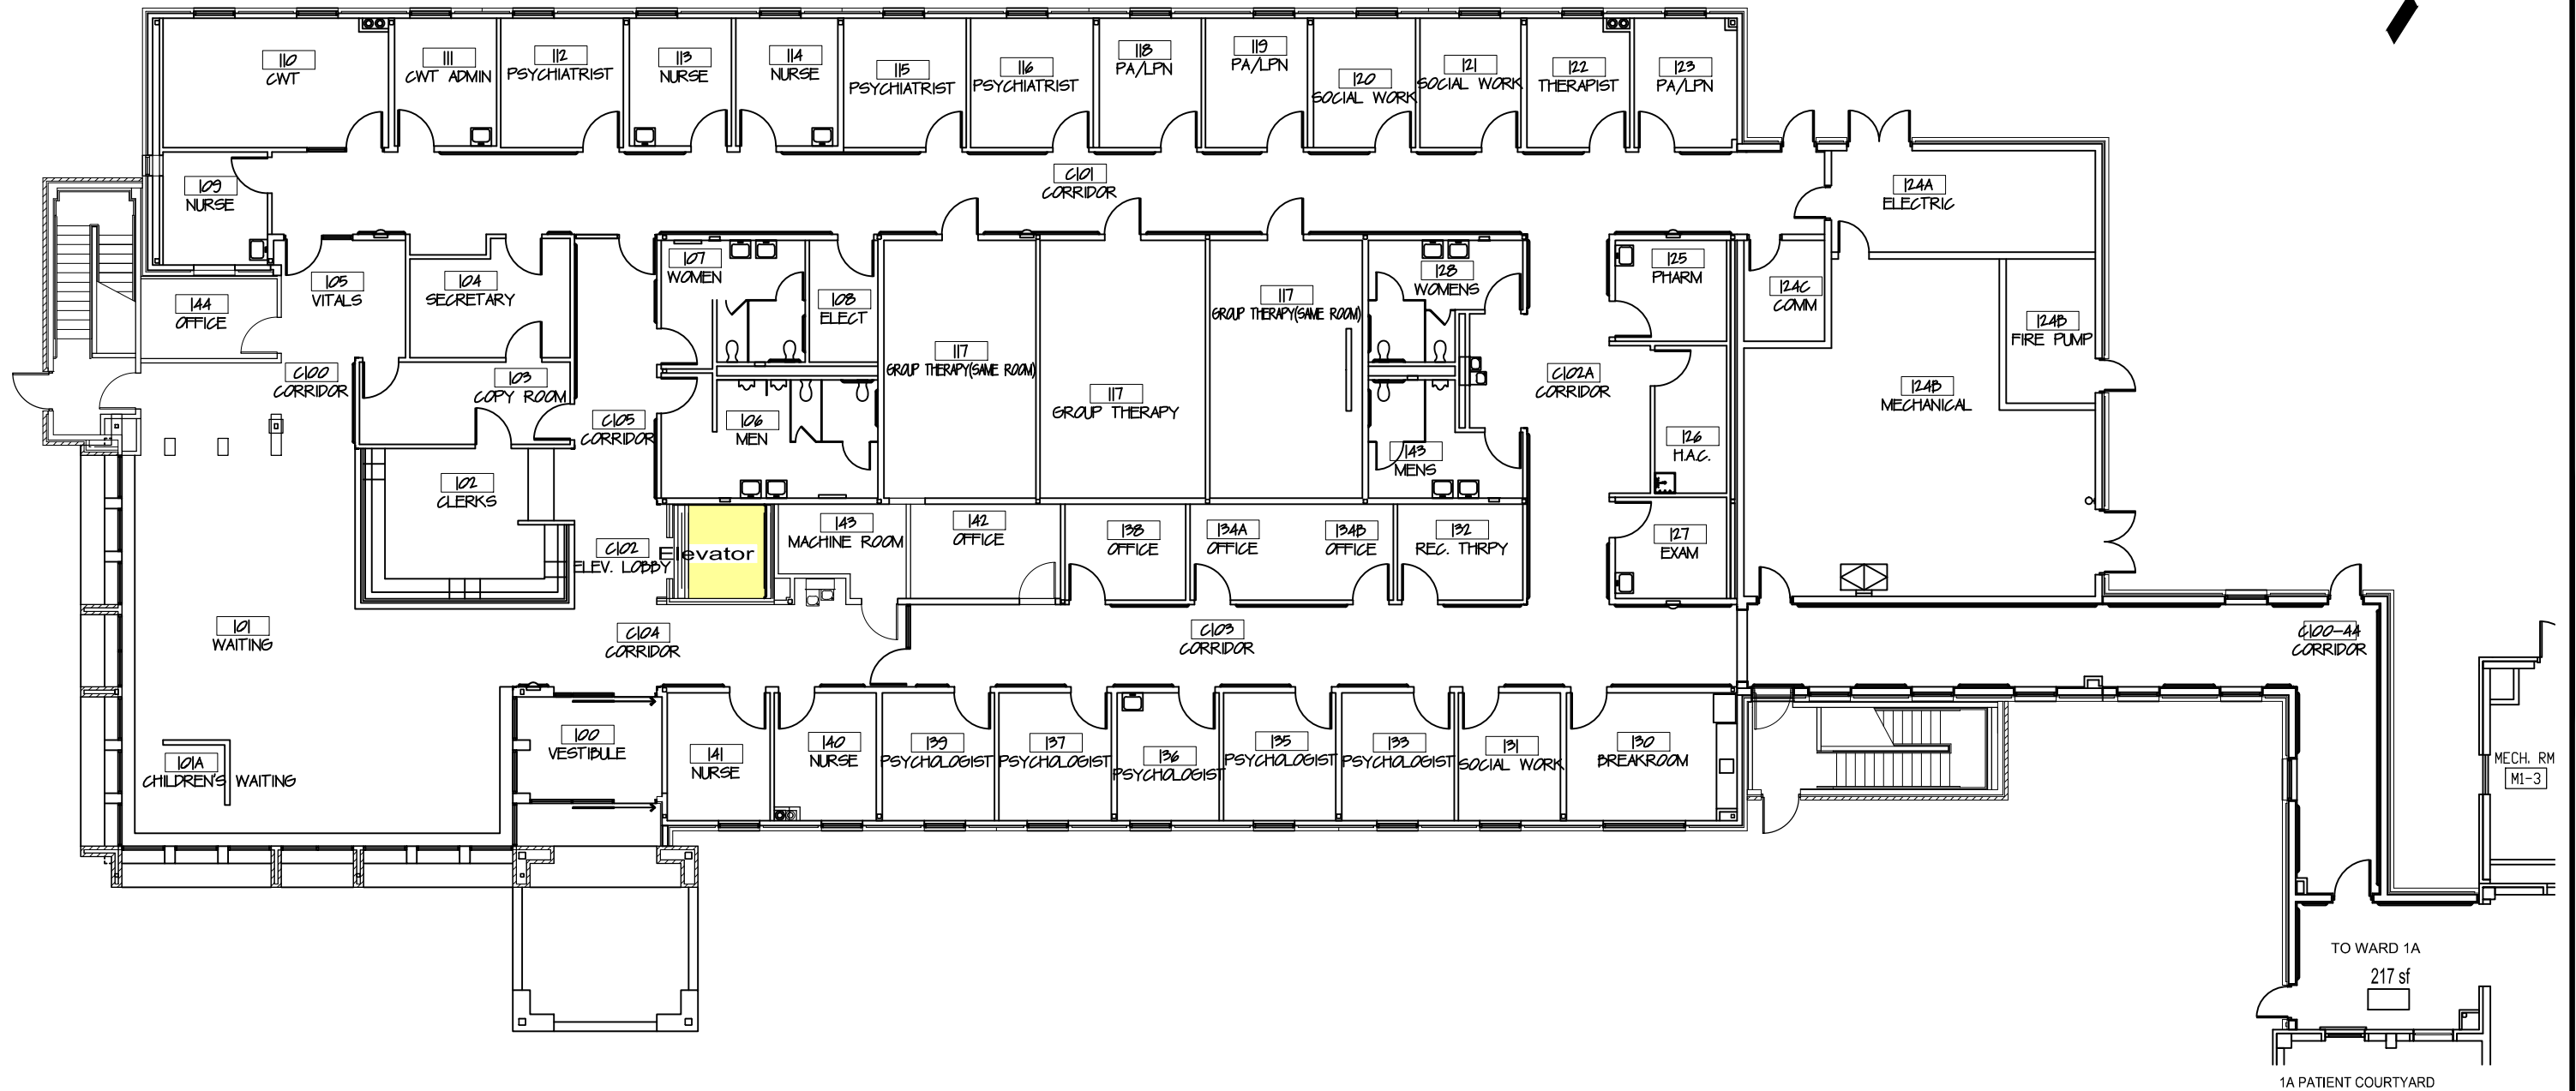 110
CWT
111
CWT ADMIN
112
PSYCHIATRIST
113
NURSE
114
NURSE
115
PSYCHIATRIST
116
PSYCHIATRIST
118
PA/LPN
119
PA/LPN
120
SOCIAL WORK
121
SOCIAL WORK
122
THERAPIST
123
PA/LPN
109
NURSE
C101
CORRIDOR
124A
ELECTRIC
144
OFFICE
105
VITALS
104
SECRETARY
107
WOMEN
108
ELECT
117
GROUP THERAPY(SAME ROOM)
117
GROUP THERAPY
117
GROUP THERAPY(SAME ROOM)
128
WOMENS
125
PHARM
124C
COMM
124B
FIRE PUMP
C100
CORRIDOR
103
COPY ROOM
C105
CORRIDOR
106
MEN
C102A
CORRIDOR
124B
MECHANICAL
102
CLERKS
143
MENS
126
H.A.C.
C102
ELEV. LOBBY
Elevator
143
MACHINE ROOM
142
OFFICE
138
OFFICE
134A
OFFICE
134B
OFFICE
132
REC. THRPY
127
EXAM
101
WAITING
C104
CORRIDOR
C103
CORRIDOR
C100-44
CORRIDOR
101A
CHILDREN'S WAITING
100
VESTIBULE
141
NURSE
140
NURSE
139
PSYCHOLOGIST
137
PSYCHOLOGIST
136
PSYCHOLOGIST
135
PSYCHOLOGIST
133
PSYCHOLOGIST
131
SOCIAL WORK
130
BREAKROOM
MECH. RM
M1-3
TO WARD 1A
217 sf
1A PATIENT COURTYARD